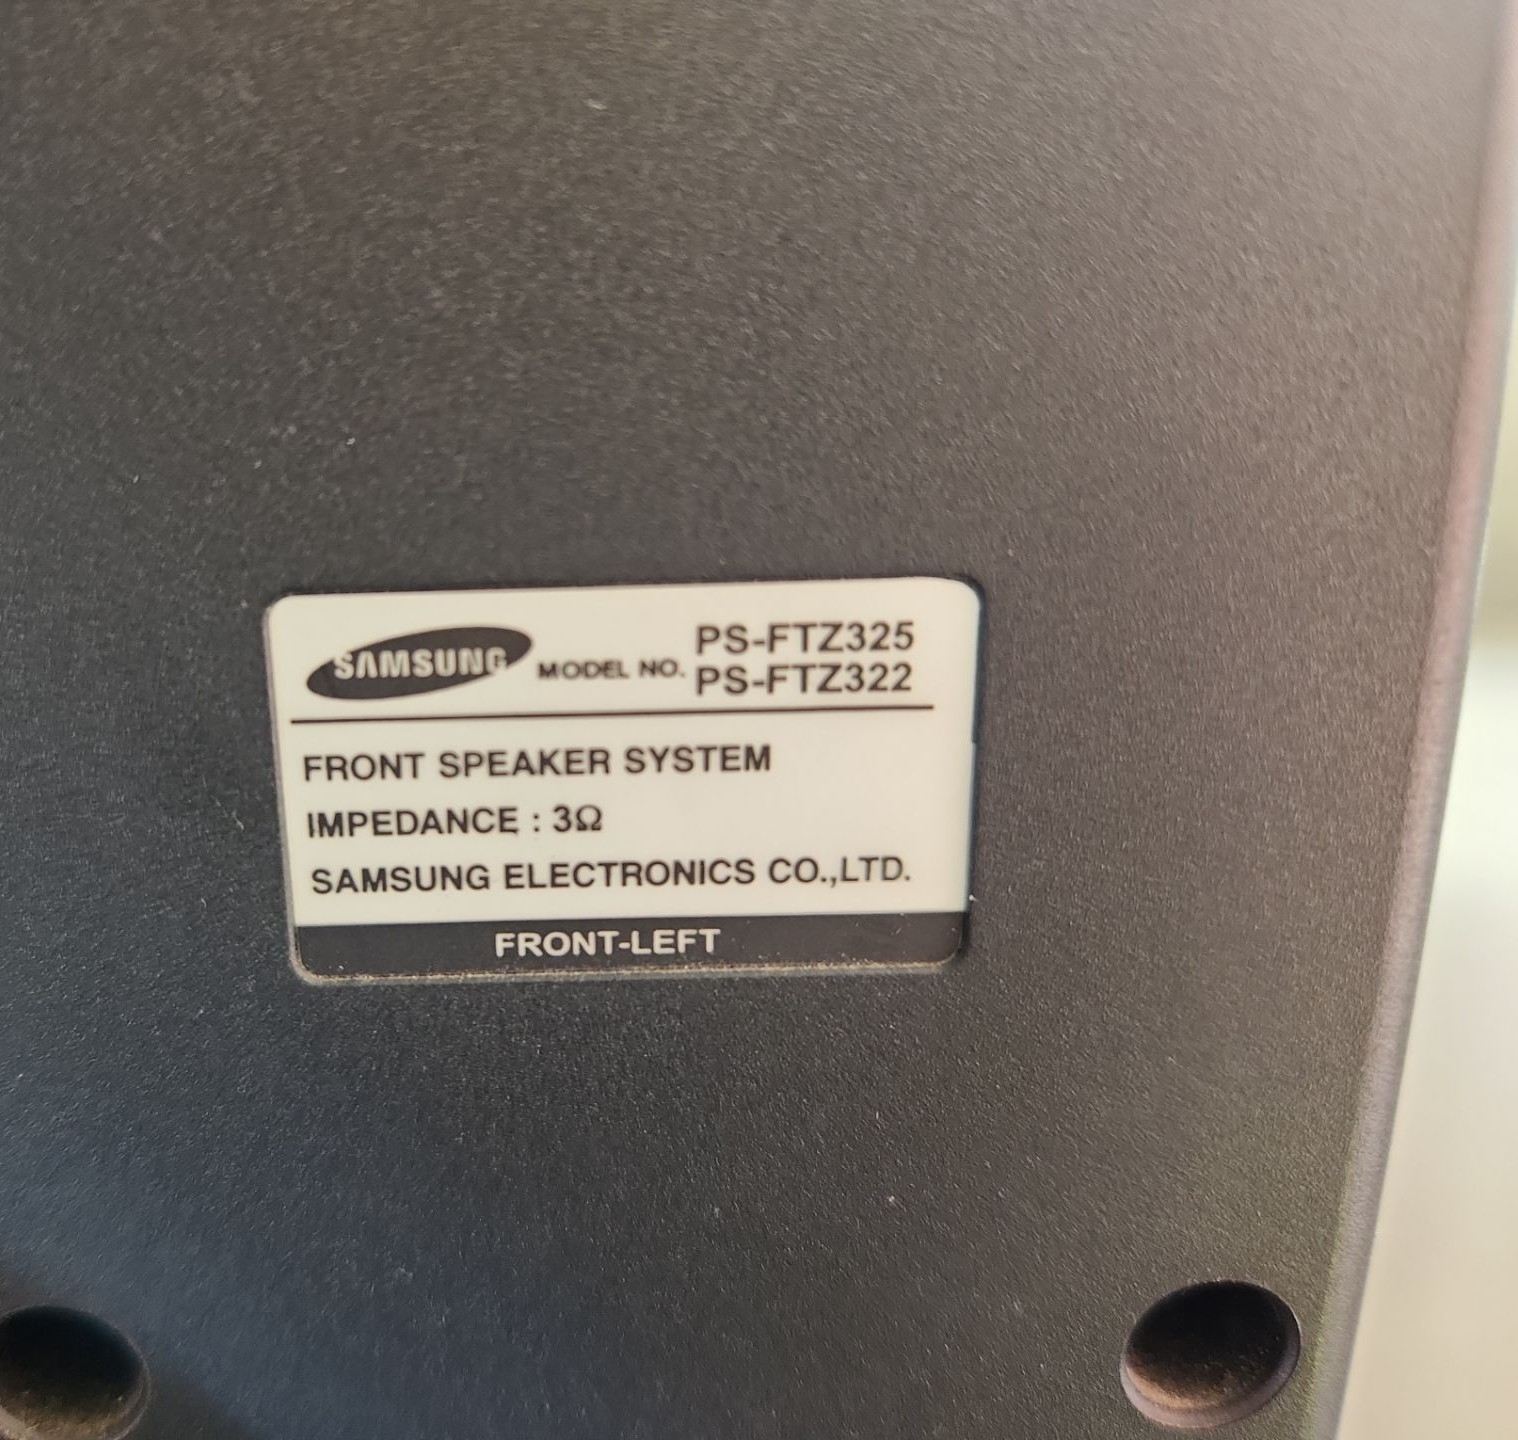 SAMSUNG MODEL NO. PS-FTZ325
PS-FTZ322
FRONT SPEAKER SYSTEM
IMPEDANCE : 3Ω
SAMSUNG ELECTRONICS CO.,LTD.
FRONT-LEFT